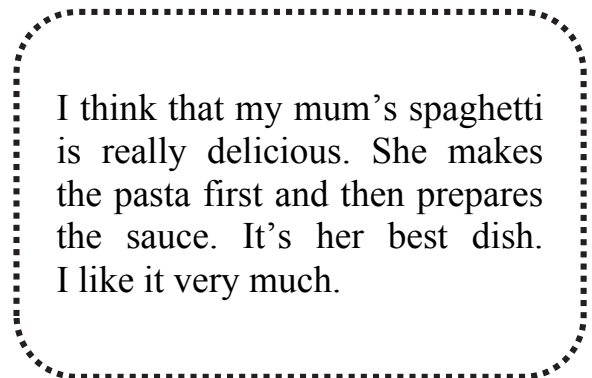 I think that my mum’s spaghetti
is really delicious. She makes
the pasta first and then prepares
the sauce. It’s her best dish.
I like it very much.